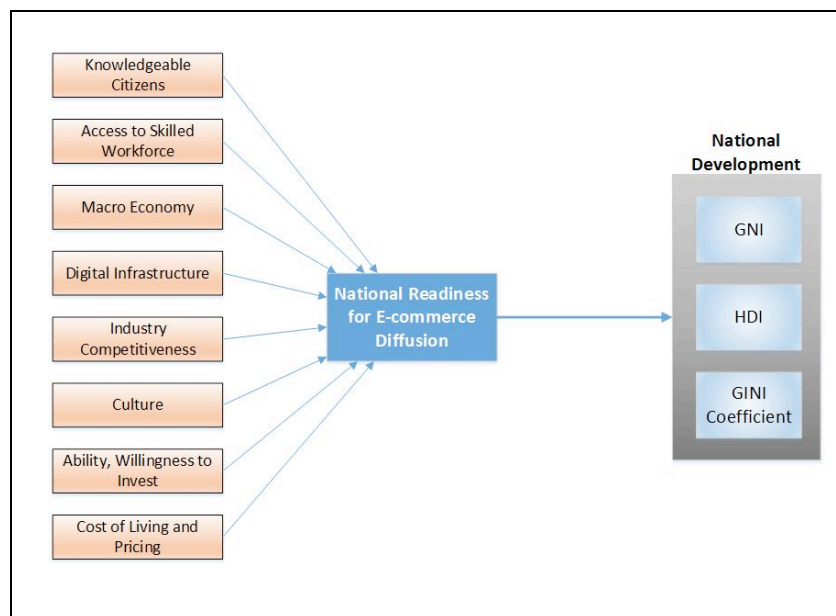 Knowledgeable
Citizens
Access to Skilled
Workforce
Macro Economy
Digital Infrastructure
Industry
Competitiveness
Culture
Ability, Willingness to
Invest
Cost of Living and
Pricing
National Readiness
for E-commerce
Diffusion
National
Development
GNI
HDI
GINI
Coefficient